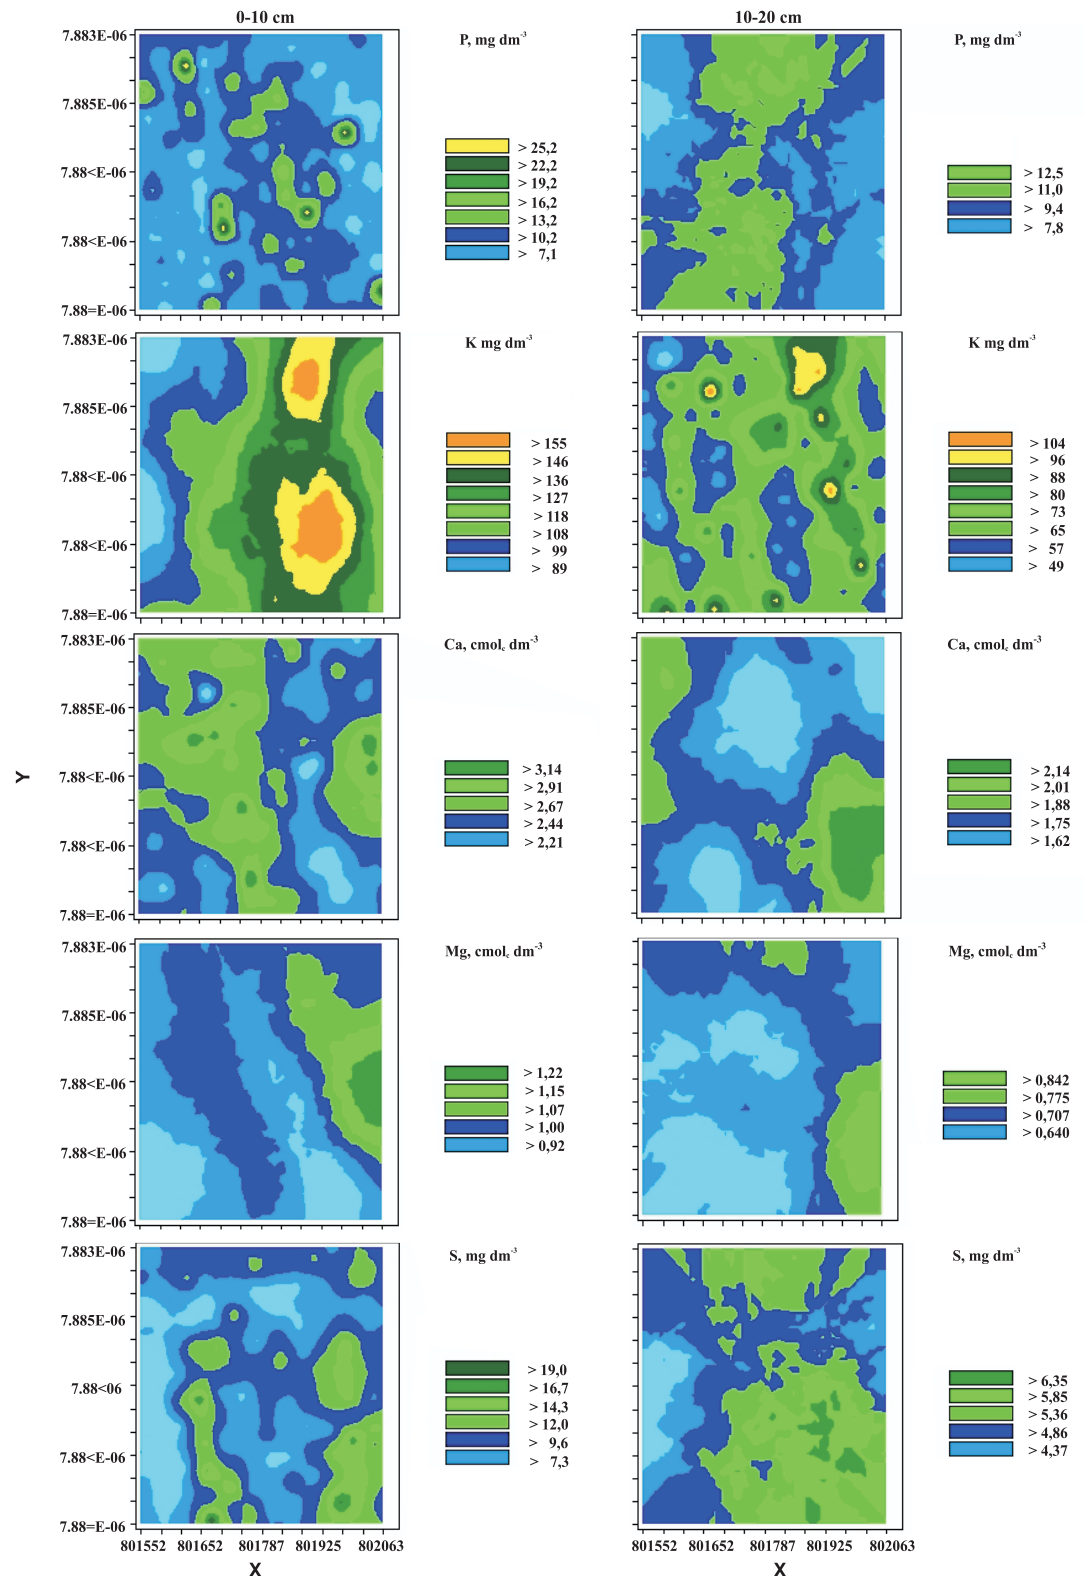 0-10 cm
10-20 cm
P, mg dm-3
P, mg dm-3
7.883E-06
7.885E-06
7.88<E-06
7.88<E-06
7.88=E-06
> 25,2
> 22,2
> 19,2
> 16,2
> 13,2
> 10,2
> 7,1
> 12,5
> 11,0
> 9,4
> 7,8
K mg dm-3
K mg dm-3
7.883E-06
7.885E-06
7.88<E-06
7.88<E-06
7.88=E-06
> 155
> 146
> 136
> 127
> 118
> 108
> 99
> 89
> 104
> 96
> 88
> 80
> 73
> 65
> 57
> 49
Ca, cmolc dm-3
Ca, cmolc dm-3
7.883E-06
7.885E-06
7.88<E-06
7.88<E-06
7.88=E-06
Y
> 3,14
> 2,91
> 2,67
> 2,44
> 2,21
> 2,14
> 2,01
> 1,88
> 1,75
> 1,62
Mg, cmolc dm-3
Mg, cmolc dm-3
7.883E-06
7.885E-06
7.88<E-06
7.88<E-06
7.88=E-06
> 1,22
> 1,15
> 1,07
> 1,00
> 0,92
> 0,842
> 0,775
> 0,707
> 0,640
S, mg dm-3
S, mg dm-3
7.883E-06
7.885E-06
7.88<06
7.88<E-06
7.88=E-06
> 19,0
> 16,7
> 14,3
> 12,0
> 9,6
> 7,3
> 6,35
> 5,85
> 5,36
> 4,86
> 4,37
801552 801652 801787 801925 802063
801552 801652 801787 801925 802063
X
X